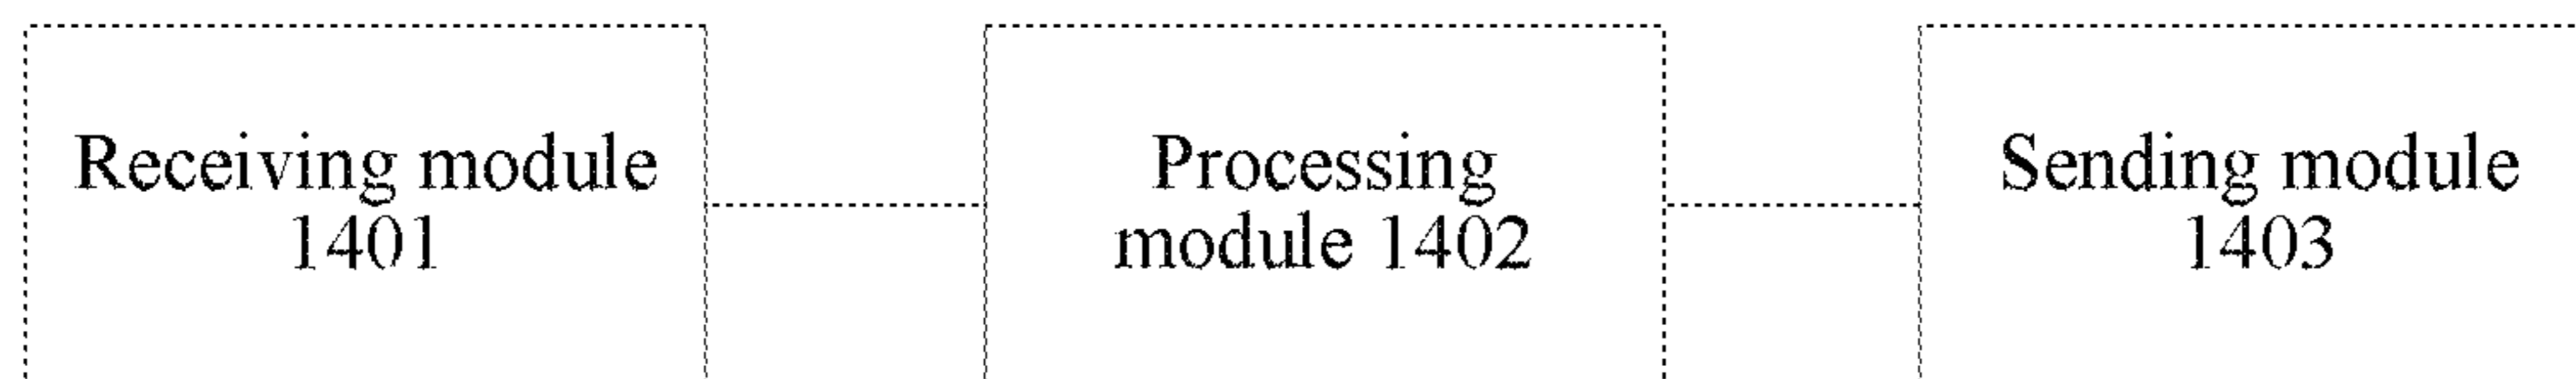 Receiving module
1401
Processing
module 1402
Sending module
1403